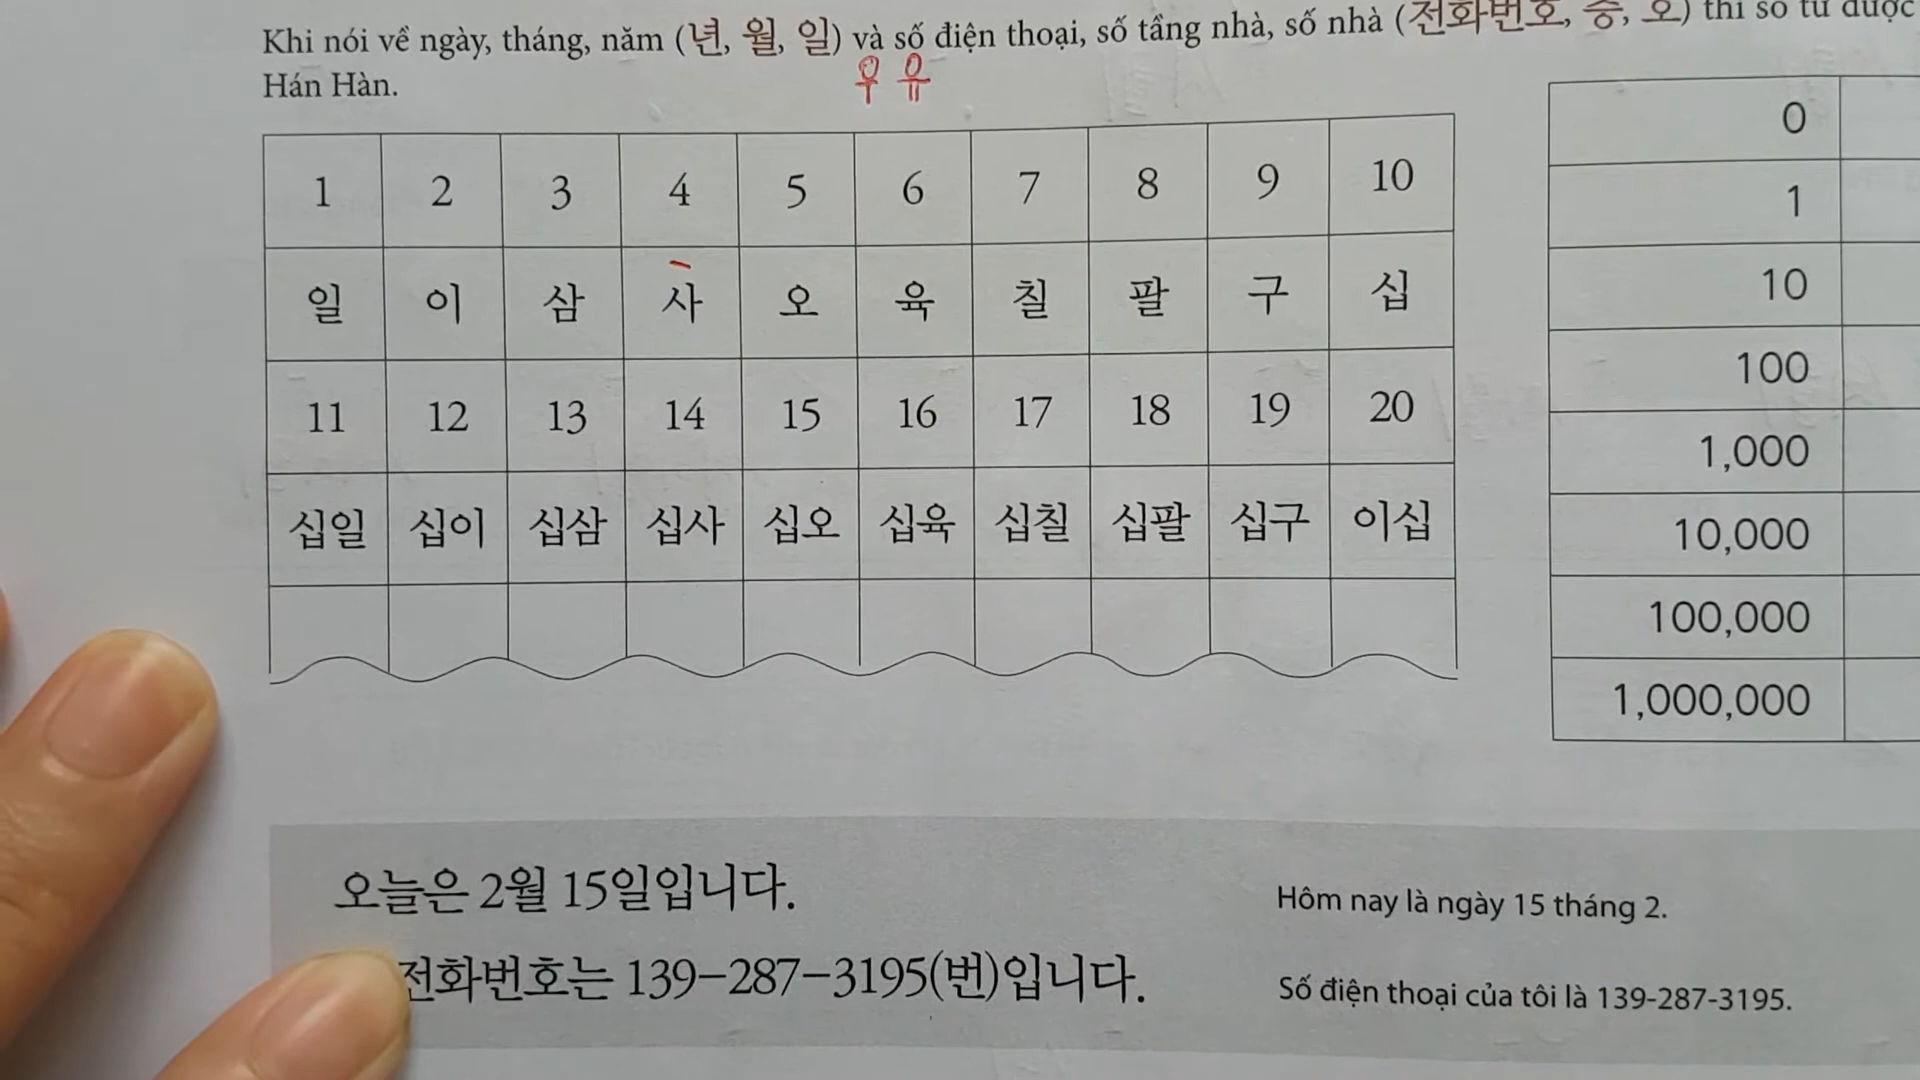 Khi nói về ngày, tháng, năm (년, 월, 일) và số điện thoại, số tầng nhà, số nhà (전화번호, 층, 호) thì số từ được
Hán Hàn.
우 유
1 2 3 4 5 6 7 8 9 10
일 이 삼 사 오 육 칠 팔 구 십
11 12 13 14 15 16 17 18 19 20
십일 십이 십삼 십사 십오 십육 십칠 십팔 십구 이십
0
1
10
100
1,000
10,000
100,000
1,000,000
오늘은 2월 15일입니다.
Hôm nay là ngày 15 tháng 2.
전화번호는 139-287-3195(번)입니다.
Số điện thoại của tôi là 139-287-3195.